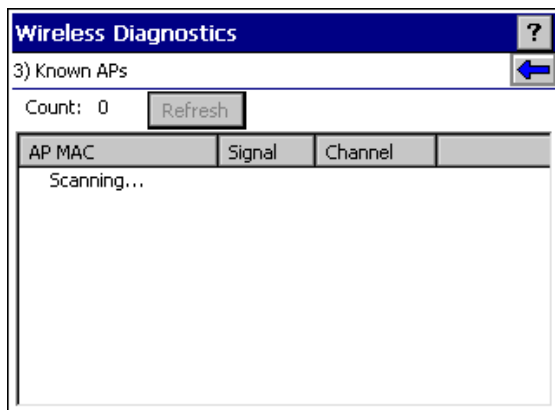 Wireless Diagnostics ?
3) Known APs
Count: 0 Refresh
AP MAC Signal Channel
Scanning...